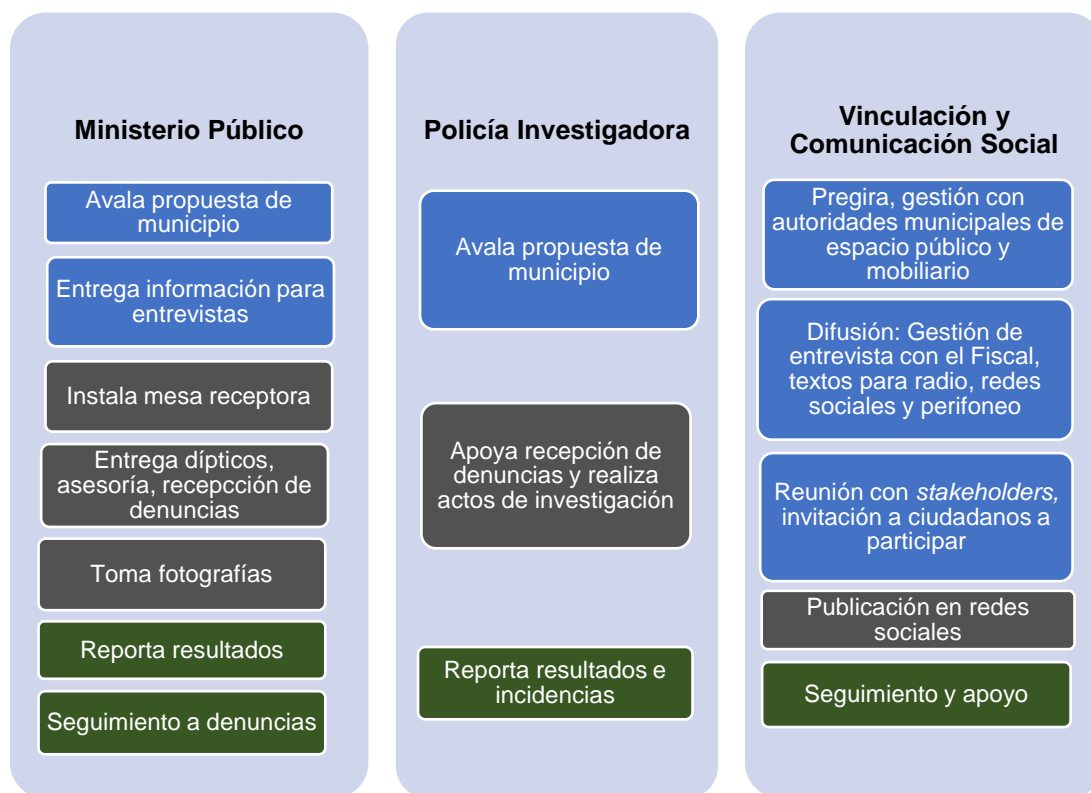 Ministerio Público
Avala propuesta de
municipio
Entrega información para
entrevistas
Instala mesa receptora
Entrega dípticos,
asesoría, recepcción de
denuncias
Toma fotografías
Reporta resultados
Seguimiento a denuncias
Policía Investigadora
Avala propuesta de
municipio
Apoya recepción de
denuncias y realiza
actos de investigación
Reporta resultados e
incidencias
Vinculación y
Comunicación Social
Pregira, gestión con
autoridades municipales de
espacio público y
mobiliario
Difusión: Gestión de
entrevista con el Fiscal,
textos para radio, redes
sociales y perifoneo
Reunión con stakeholders,
invitación a ciudadanos a
participar
Publicación en redes
sociales
Seguimiento y apoyo